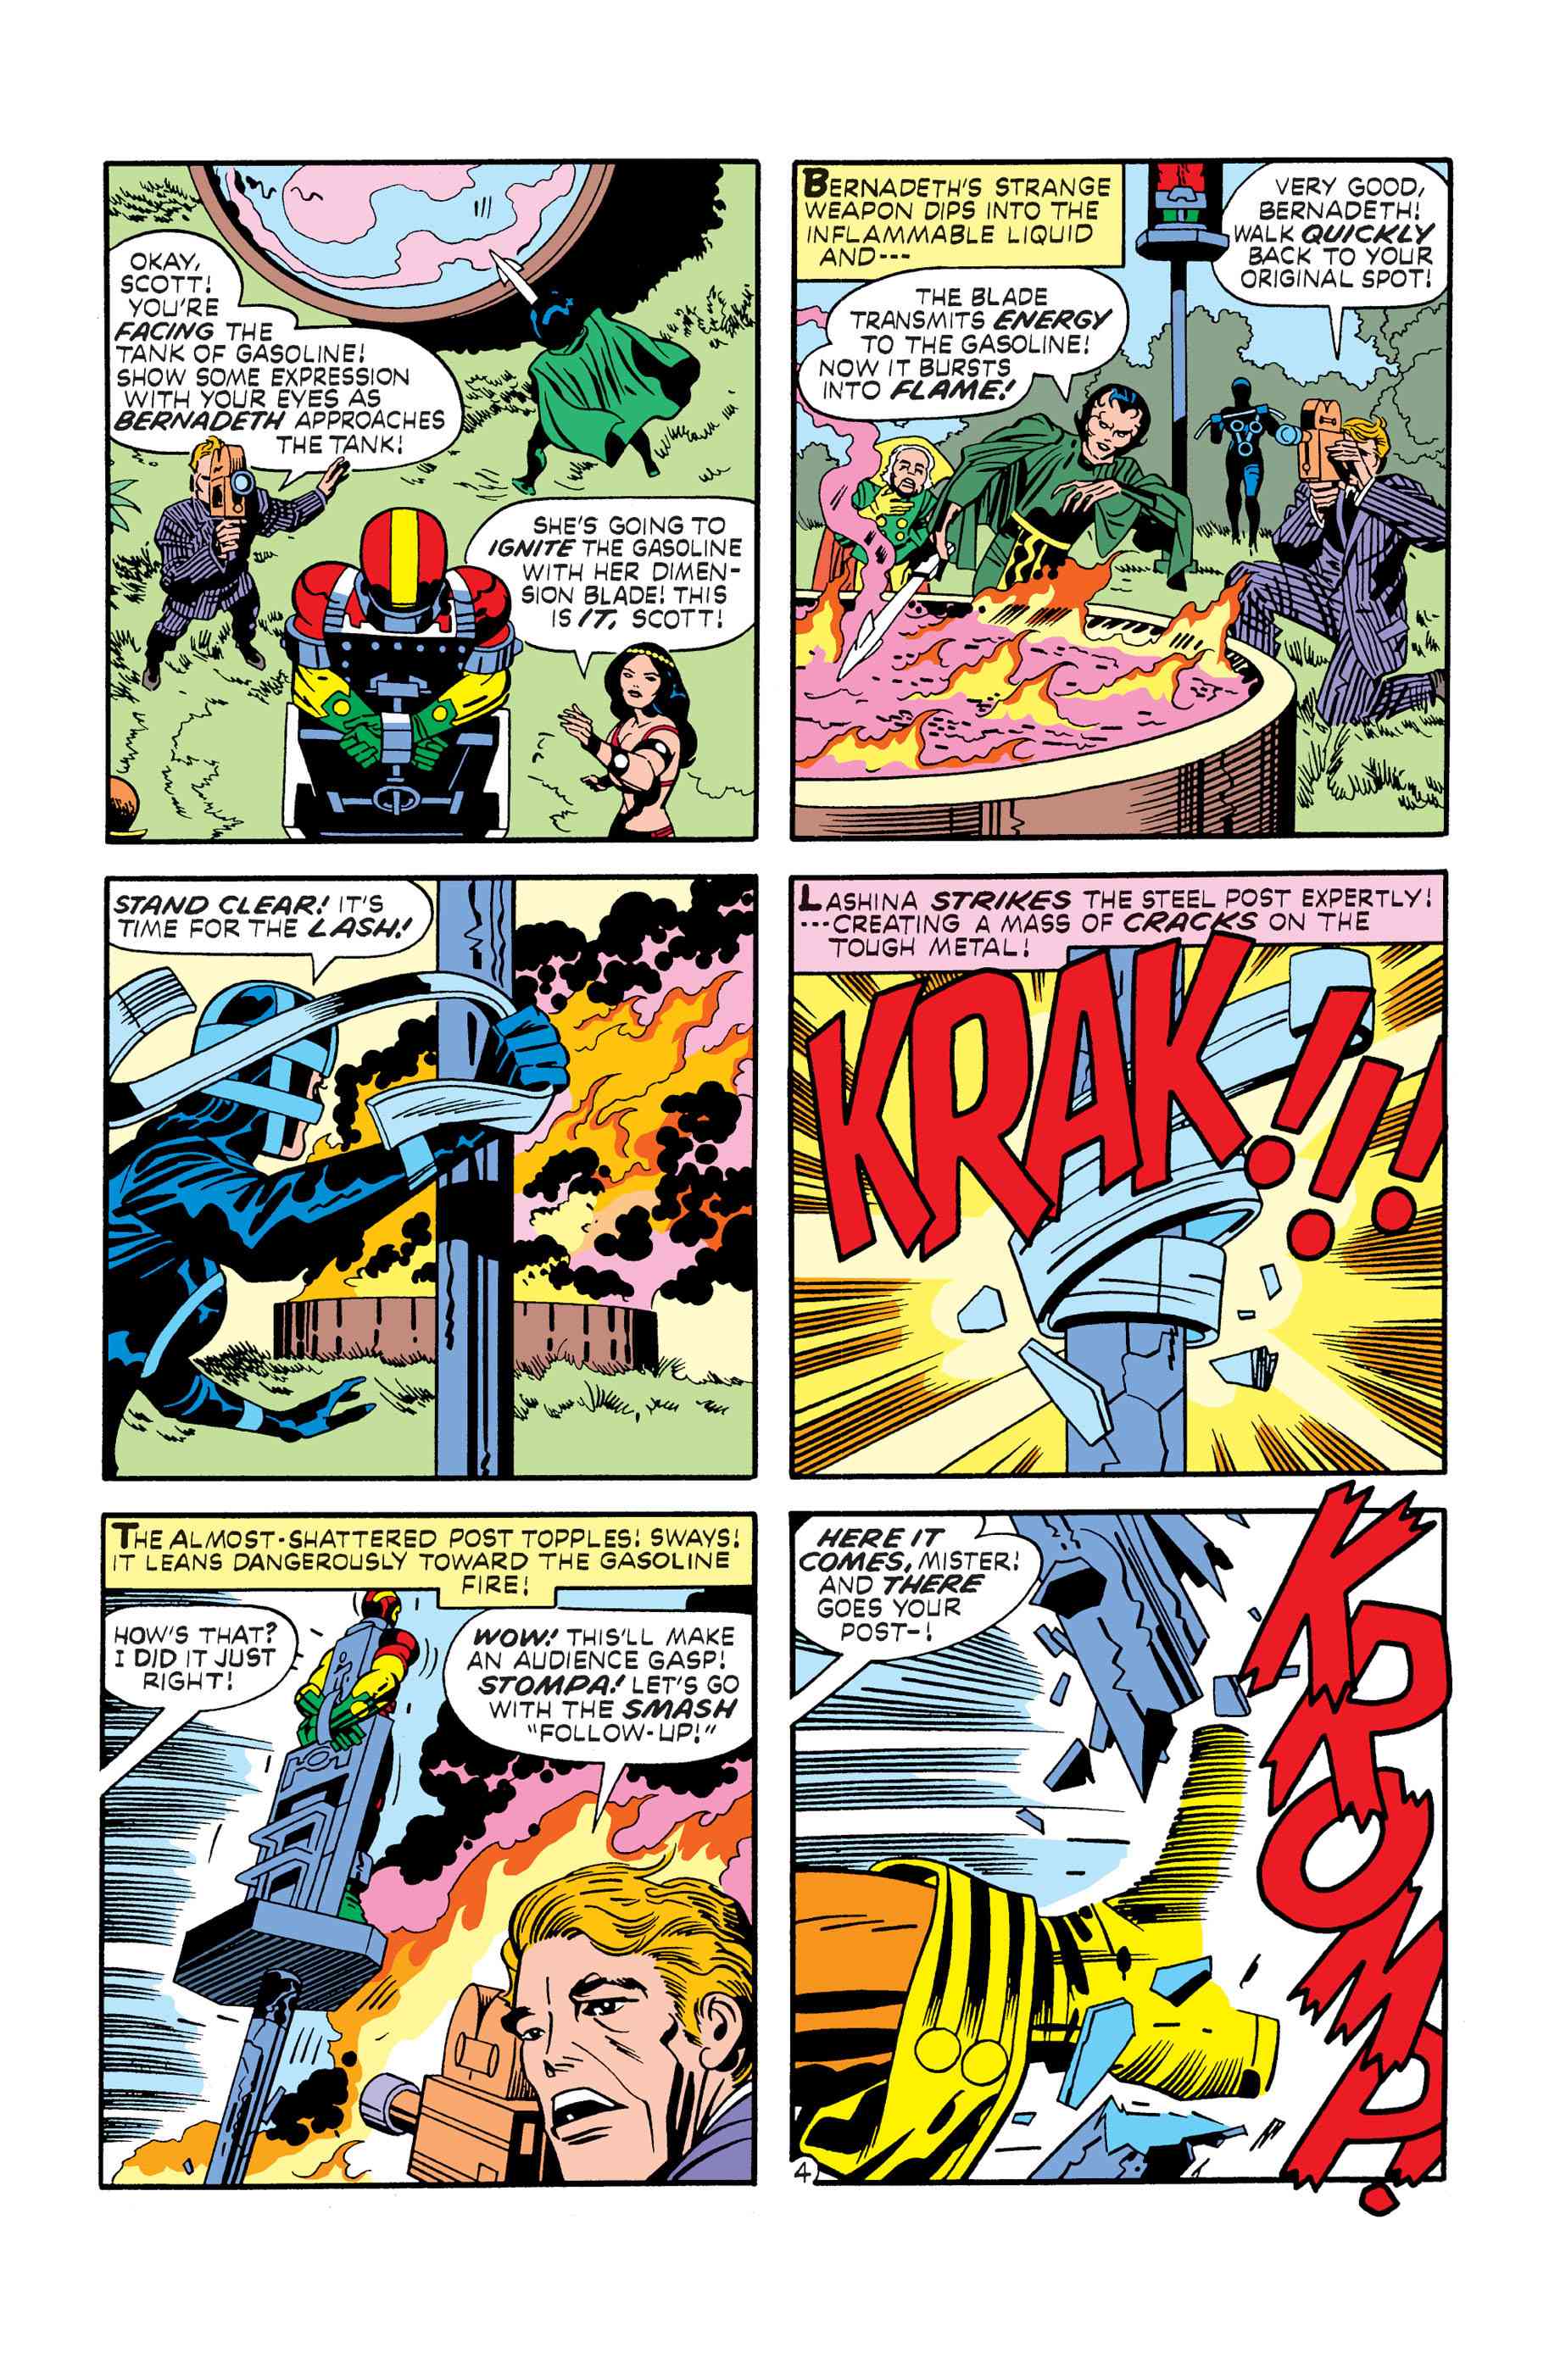 OKAY,
SCOTT!
YOU'RE
FACING THE
TANK OF GASOLINE!
SHOW SOME EXPRESSION
WITH YOUR EYES AS
BERNADETH APPROACHES
THE TANK!
SHE'S GOING TO
IGNITE THE GASOLINE
WITH HER DIMEN-
SION BLADE! THIS
IS IT, SCOTT!
BERNADETH'S STRANGE
WEAPON DIPS INTO THE
INFLAMMABLE LIQUID
AND---
THE BLADE
TRANSMITS ENERGY
TO THE GASOLINE!
NOW IT BURSTS
INTO FLAME!
VERY GOOD,
BERNADETH!
WALK QUICKLY
BACK TO YOUR
ORIGINAL SPOT!
STAND CLEAR! IT'S
TIME FOR THE LASH!
LASHINA STRIKES THE STEEL POST EXPERTLY!
---CREATING A MASS OF CRACKS ON THE
TOUGH METAL!
KRAK!!!
THE ALMOST-SHATTERED POST TOPPLES! SWAYS!
IT LEANS DANGEROUSLY TOWARD THE GASOLINE
FIRE!
HOW'S THAT?
I DID IT JUST
RIGHT!
WOW! THIS'LL MAKE
AN AUDIENCE GASP!
STOMPA! LET'S GO
WITH THE SMASH
"FOLLOW-UP!"
HERE IT
COMES, MISTER!
AND THERE
GOES YOUR
POST-!
KROMP!
4